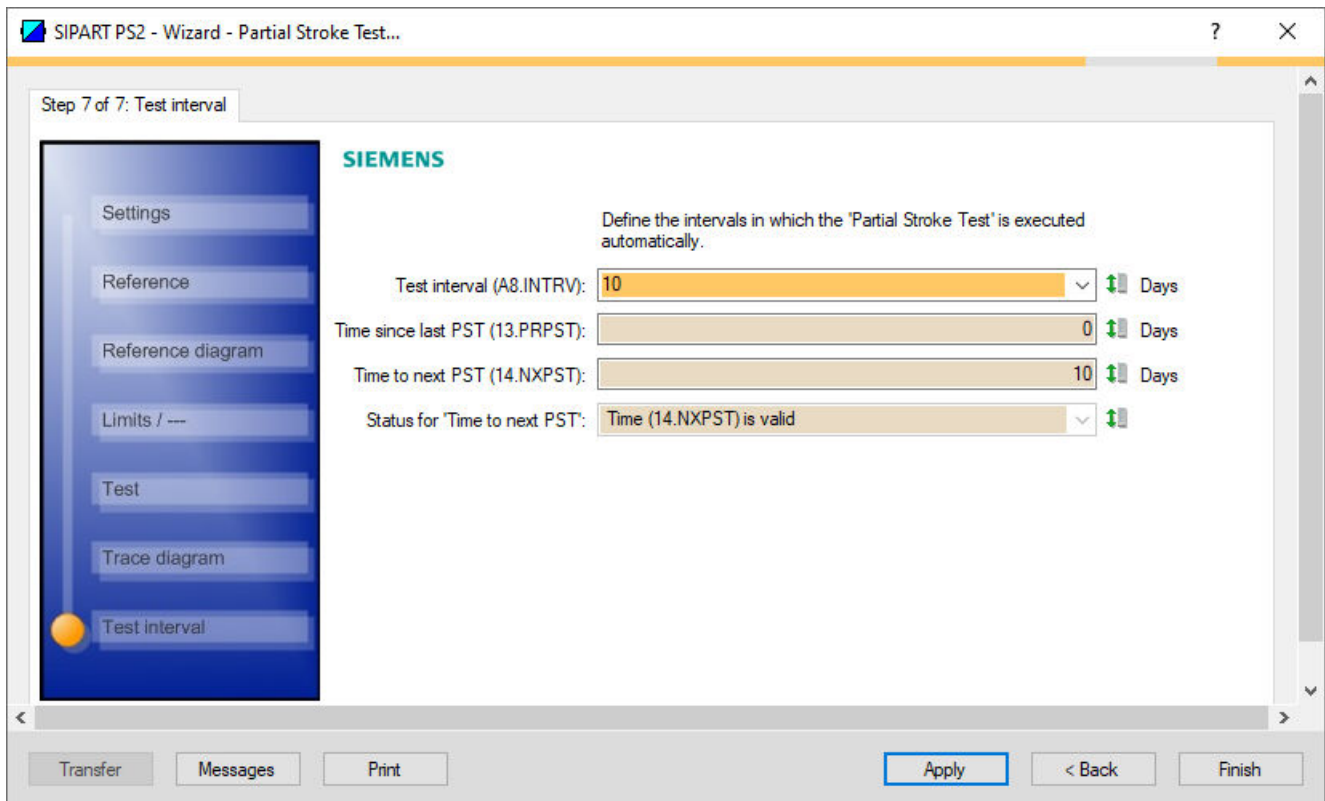 SIPART PS2 - Wizard - Partial Stroke Test...
?
Step 7 of 7: Test interval
SIEMENS
Settings
Reference
Reference diagram
Limits / ---
Test
Trace diagram
Test interval
Define the intervals in which the 'Partial Stroke Test' is executed
automatically.
Test interval (A8.INTRV): 10 Days
Time since last PST (13.PRPST): 0 Days
Time to next PST (14.NXPST): 10 Days
Status for 'Time to next PST': Time (14.NXPST) is valid
Transfer Messages Print Apply < Back Finish